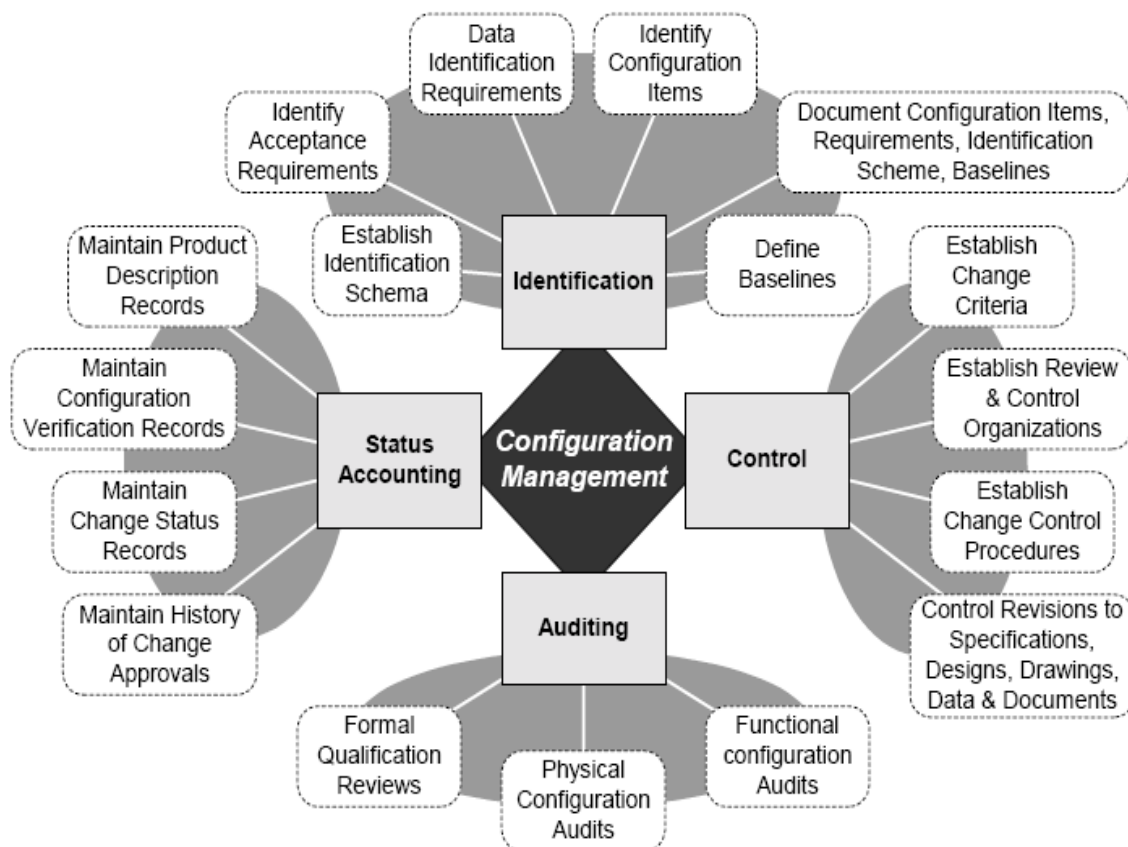 Data
Identification
Requirements
Identify
Configuration
Items
Identify
Acceptance
Requirements
Document Configuration Items,
Requirements, Identification
Scheme, Baselines
Establish
Identification
Schema
Identification
Define
Baselines
Maintain Product
Description
Records
Establish
Change
Criteria
Maintain
Configuration
Verification Records
Establish Review
& Control
Organizations
Status
Accounting
Configuration
Management
Control
Maintain
Change Status
Records
Establish
Change Control
Procedures
Maintain History
of Change
Approvals
Auditing
Control Revisions to
Specifications,
Designs, Drawings,
Data & Documents
Formal
Qualification
Reviews
Physical
Configuration
Audits
Functional
configuration
Audits